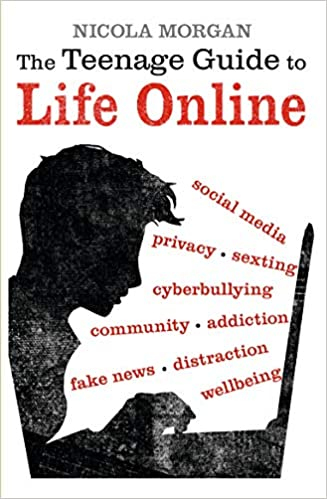 NICOLA MORGAN
The Teenage Guide to
Life Online
social media
privacy • sexting
cyberbullying
community • addiction
fake news • distraction
wellbeing